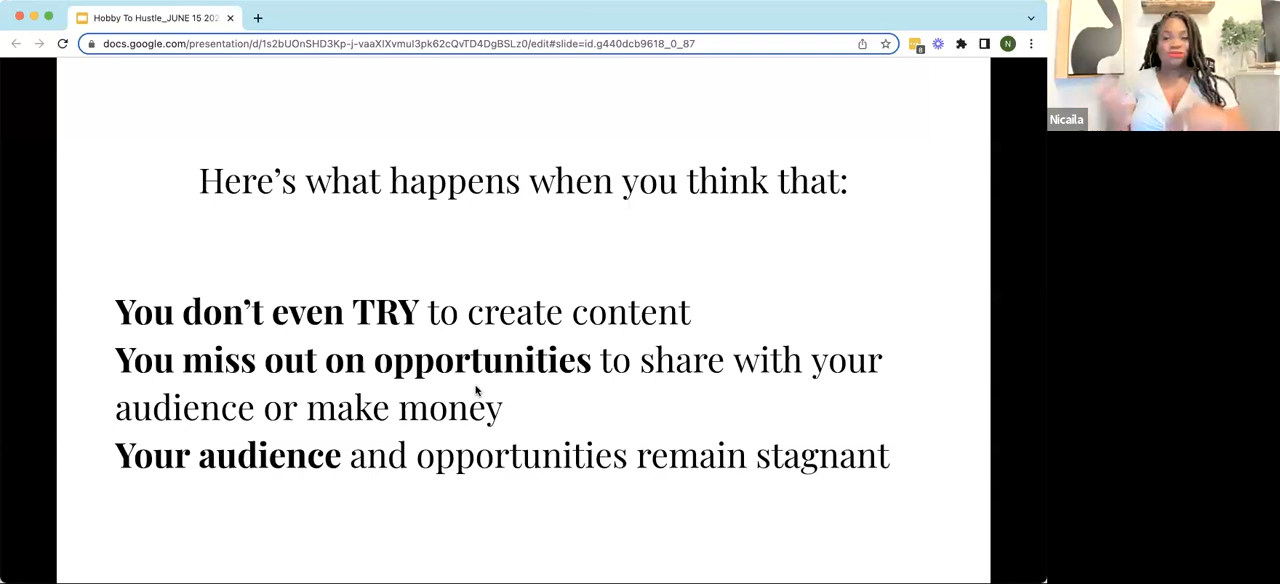 Hobby To Hustle_JUNE 15 202
docs.google.com/presentation/d/1s2bUOnSHD3Kp-j-vaaXIXvmuI3pk62cQvTD4DgBSLz0/edit#slide=id.g440dcb9618_0_87
8
N
Nicaila
Here’s what happens when you think that:
You don’t even TRY to create content
You miss out on opportunities to share with your
audience or make money
Your audience and opportunities remain stagnant